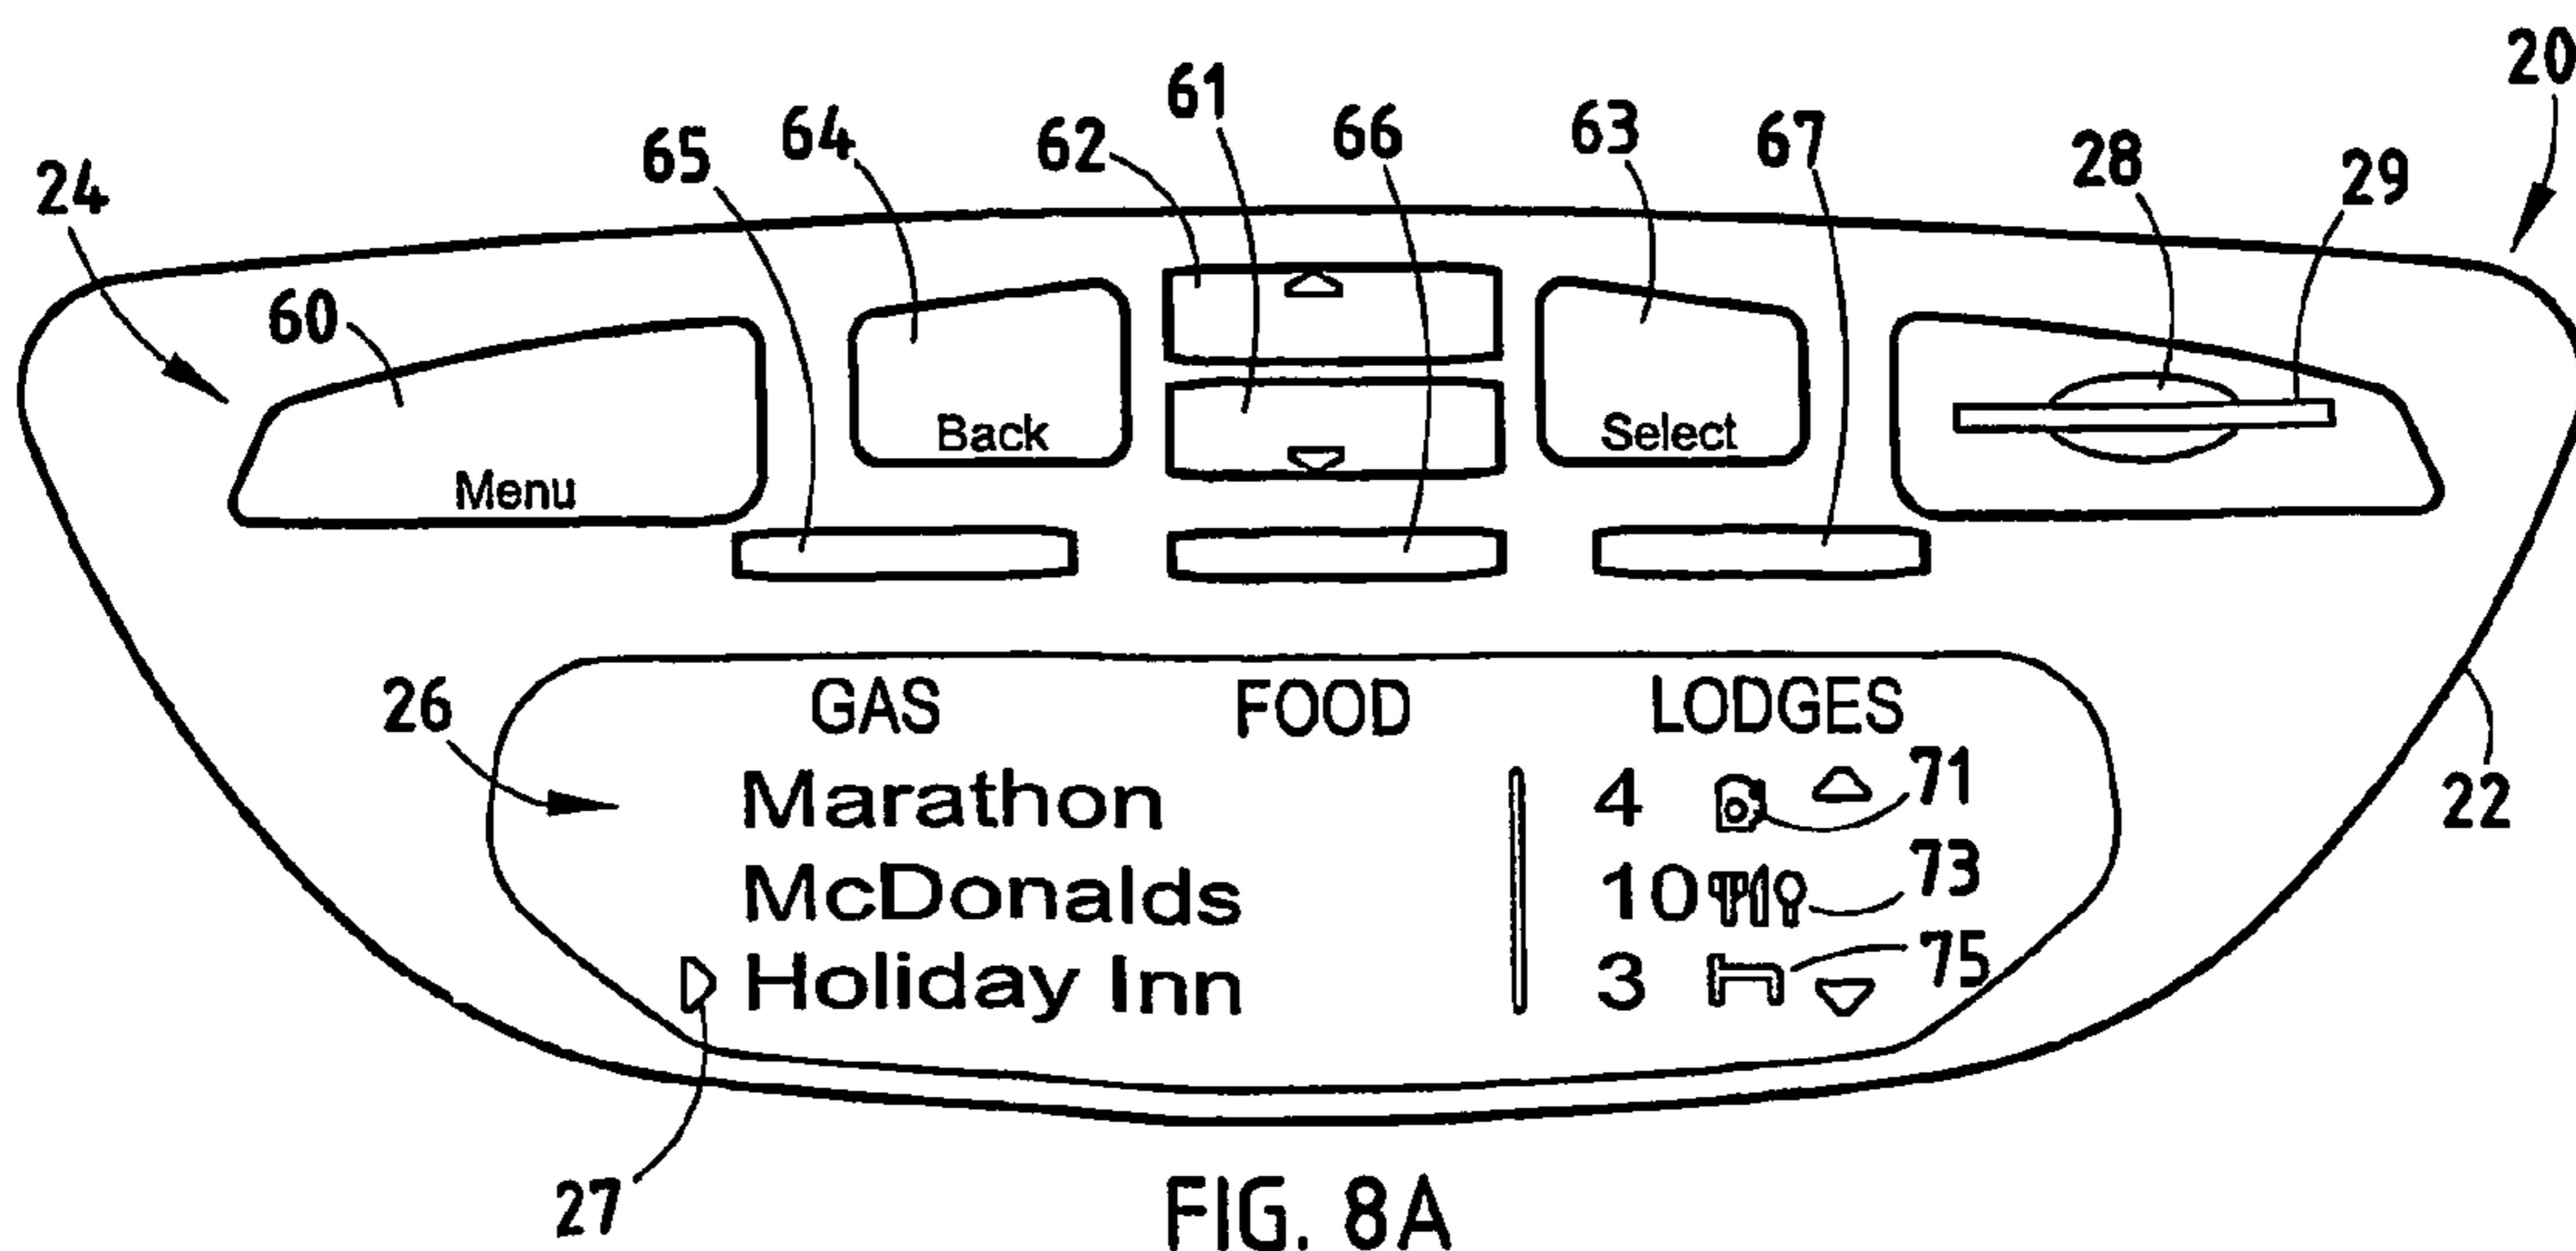 20
61
66
63
67
28
29
62
64
65
24
60
Back
Select
Menu
26
GAS FOOD LODGES
Marathon 4 71
McDonalds 10 73
Holiday Inn 3 75
22
27
FIG. 8A